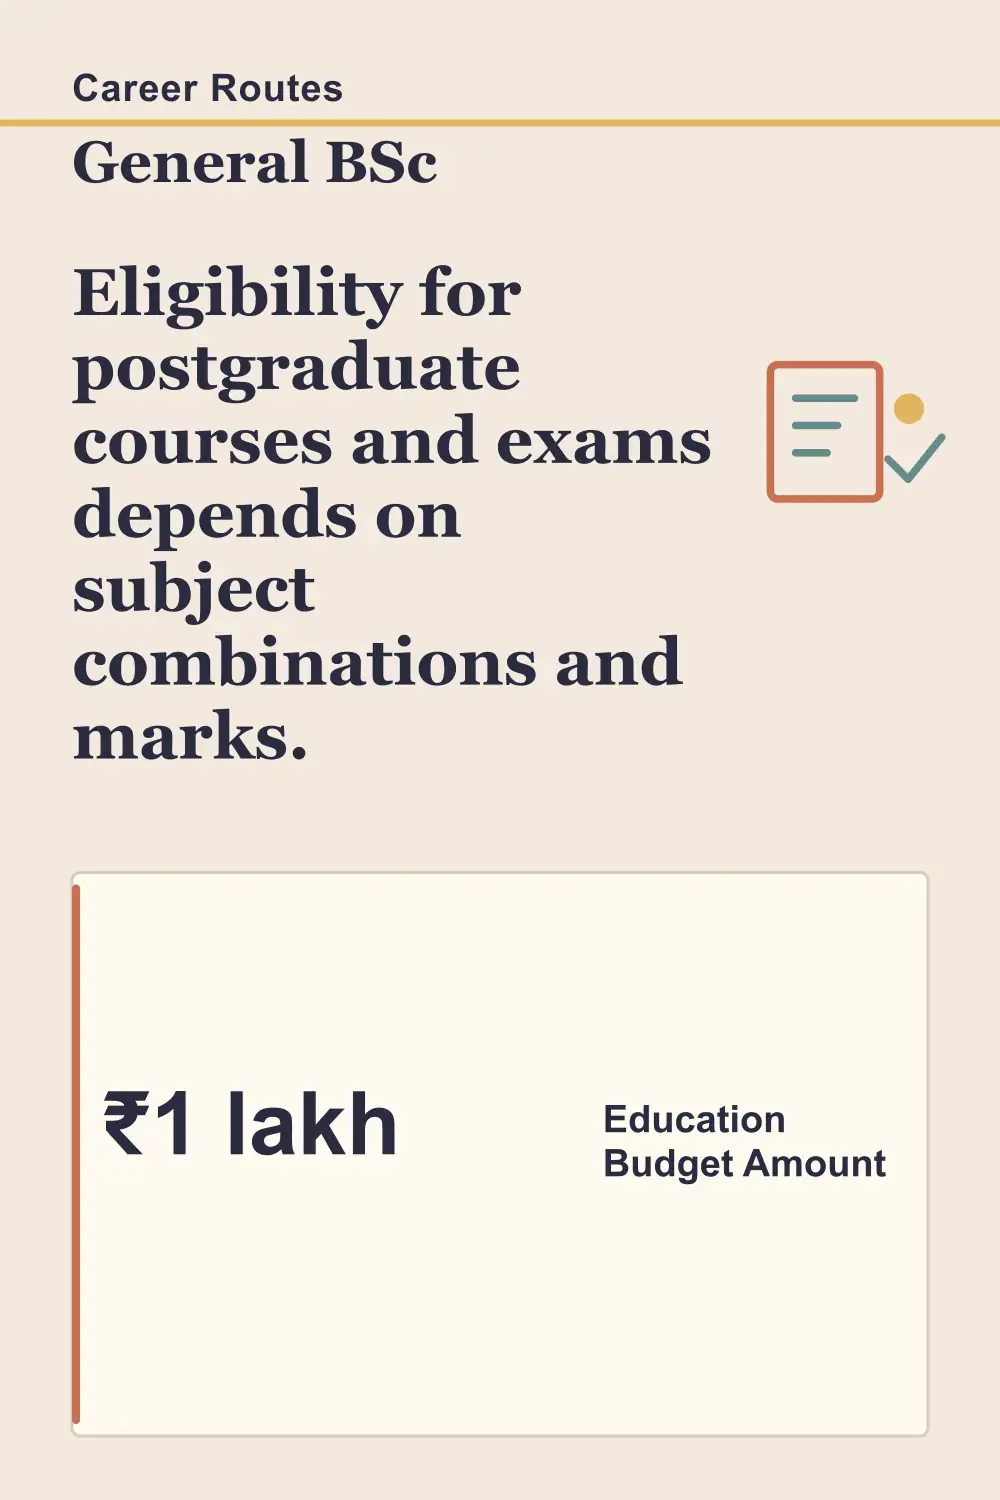 Career Routes
General BSc
Eligibility for
postgraduate
courses and exams
depends on
subject
combinations and
marks.
₹1 lakh
Education
Budget Amount